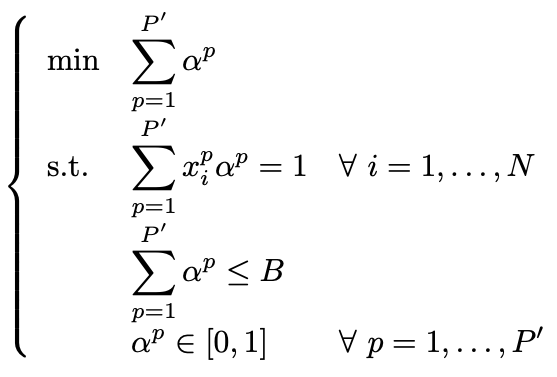 min ∑_{p=1}^{P′} α^p
s.t. ∑_{p=1}^{P′} x_i^p α^p = 1 ∀ i = 1, . . . , N
∑_{p=1}^{P′} α^p ≤ B
α^p ∈ [0, 1] ∀ p = 1, . . . , P′